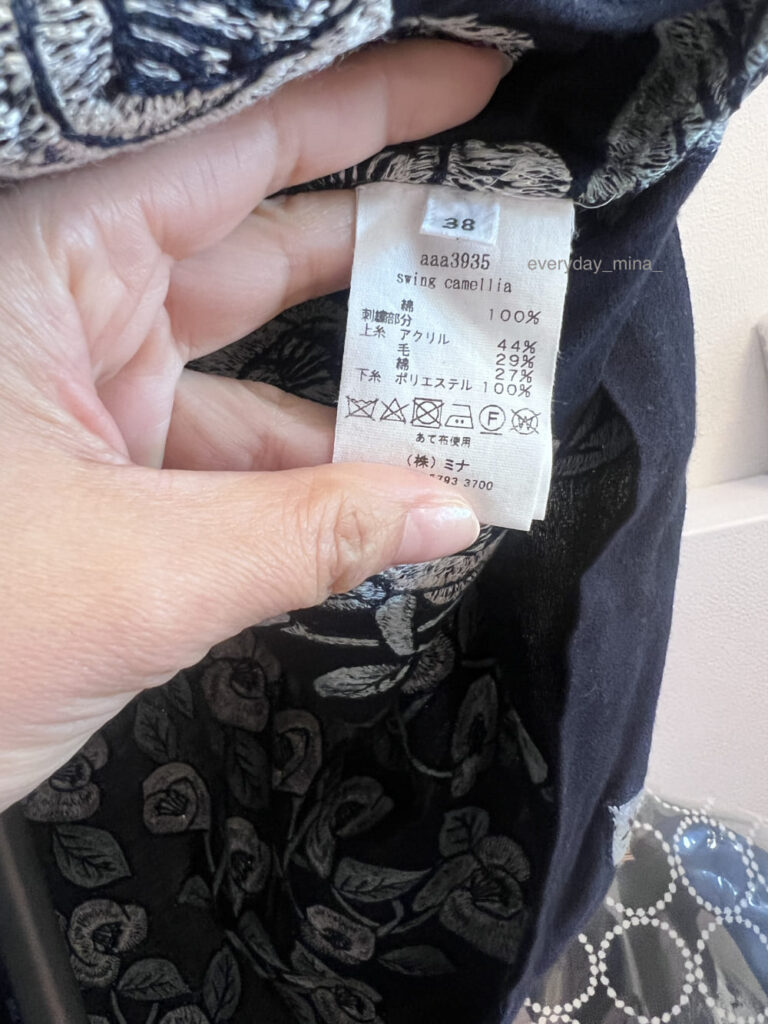 38
aaa3935
everyday_mina_
swing camellia
綿 100%
刺繍部分
上糸 アクリル 44%
毛 29%
綿 27%
下糸 ポリエステル 100%
F
W
あて布使用
(株)ミナ
5793 3700